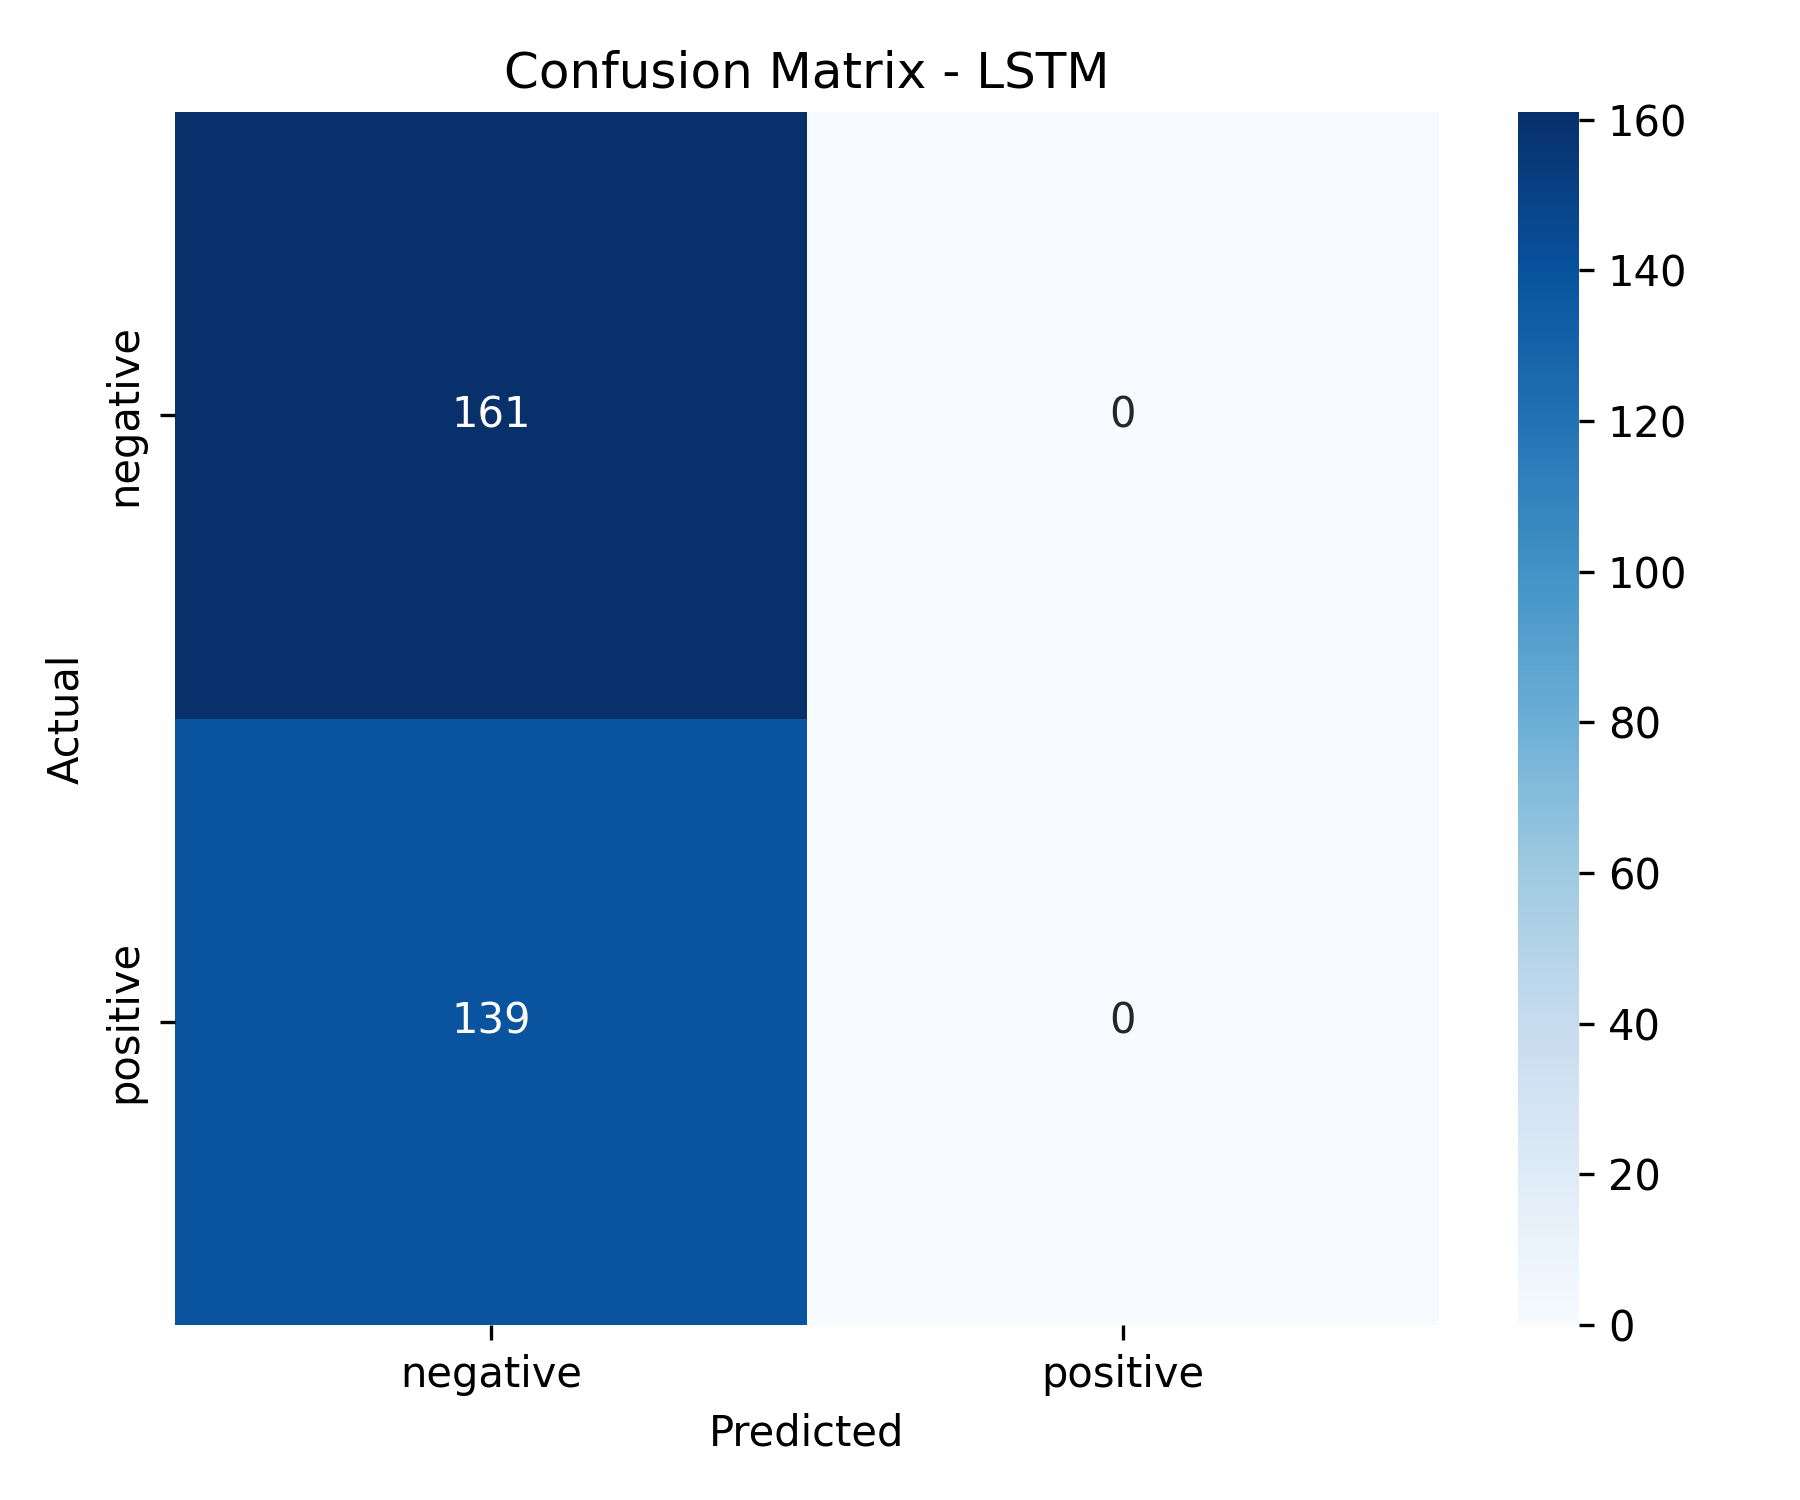 Confusion Matrix - LSTM
Actual
negative
positive
161
0
139
0
negative
positive
Predicted
160
140
120
100
80
60
40
20
0